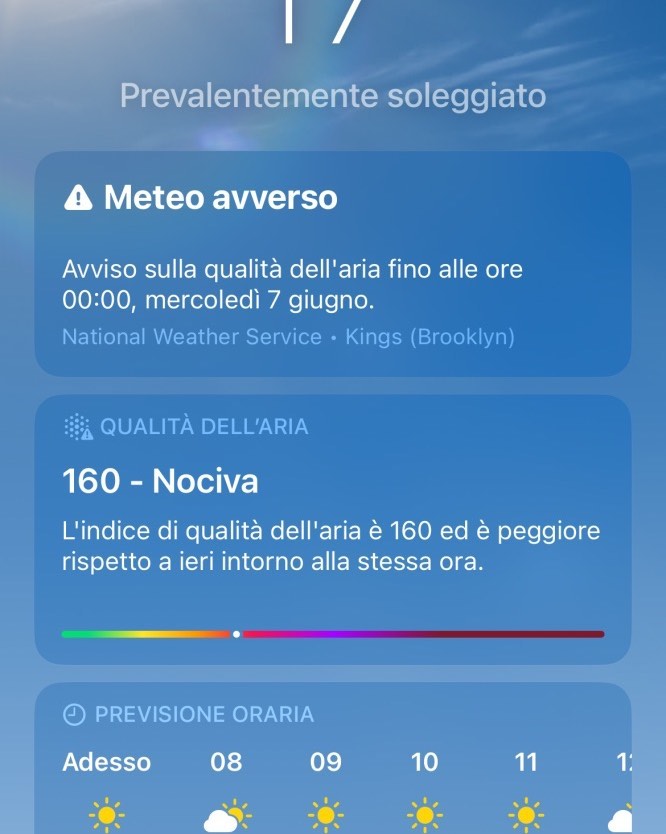 17
Prevalentemente soleggiato
Meteo avverso
Avviso sulla qualità dell'aria fino alle ore
00:00, mercoledì 7 giugno.
National Weather Service • Kings (Brooklyn)
QUALITÀ DELL’ARIA
160 - Nociva
L'indice di qualità dell'aria è 160 ed è peggiore
rispetto a ieri intorno alla stessa ora.
PREVISIONE ORARIA
Adesso 08 09 10 11